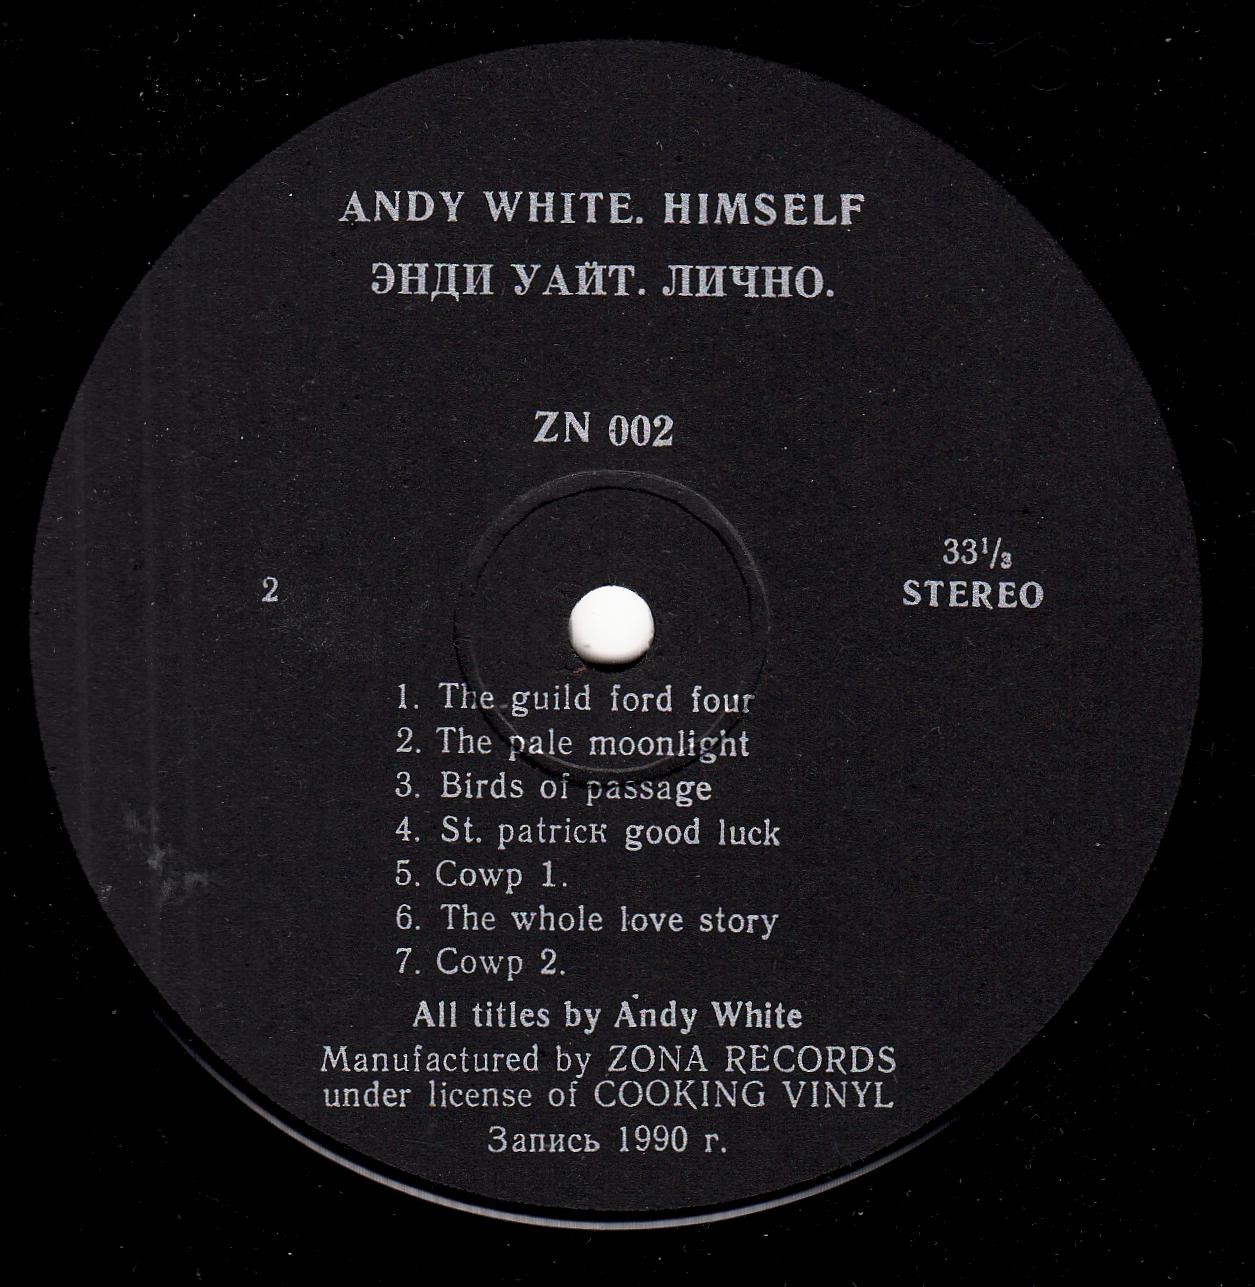 ANDY WHITE. HIMSELF
ЭНДИ УАЙТ. ЛИЧНО.
ZN 002
33¹/₃
STEREO
2
1. The guild ford four
2. The pale moonlight
3. Birds of passage
4. St. patricк good luck
5. Cowp 1.
6. The whole love story
7. Cowp 2.
All titles by Andy White
Manufactured by ZONA RECORDS
under license of COOKING VINYL
Запись 1990 г.